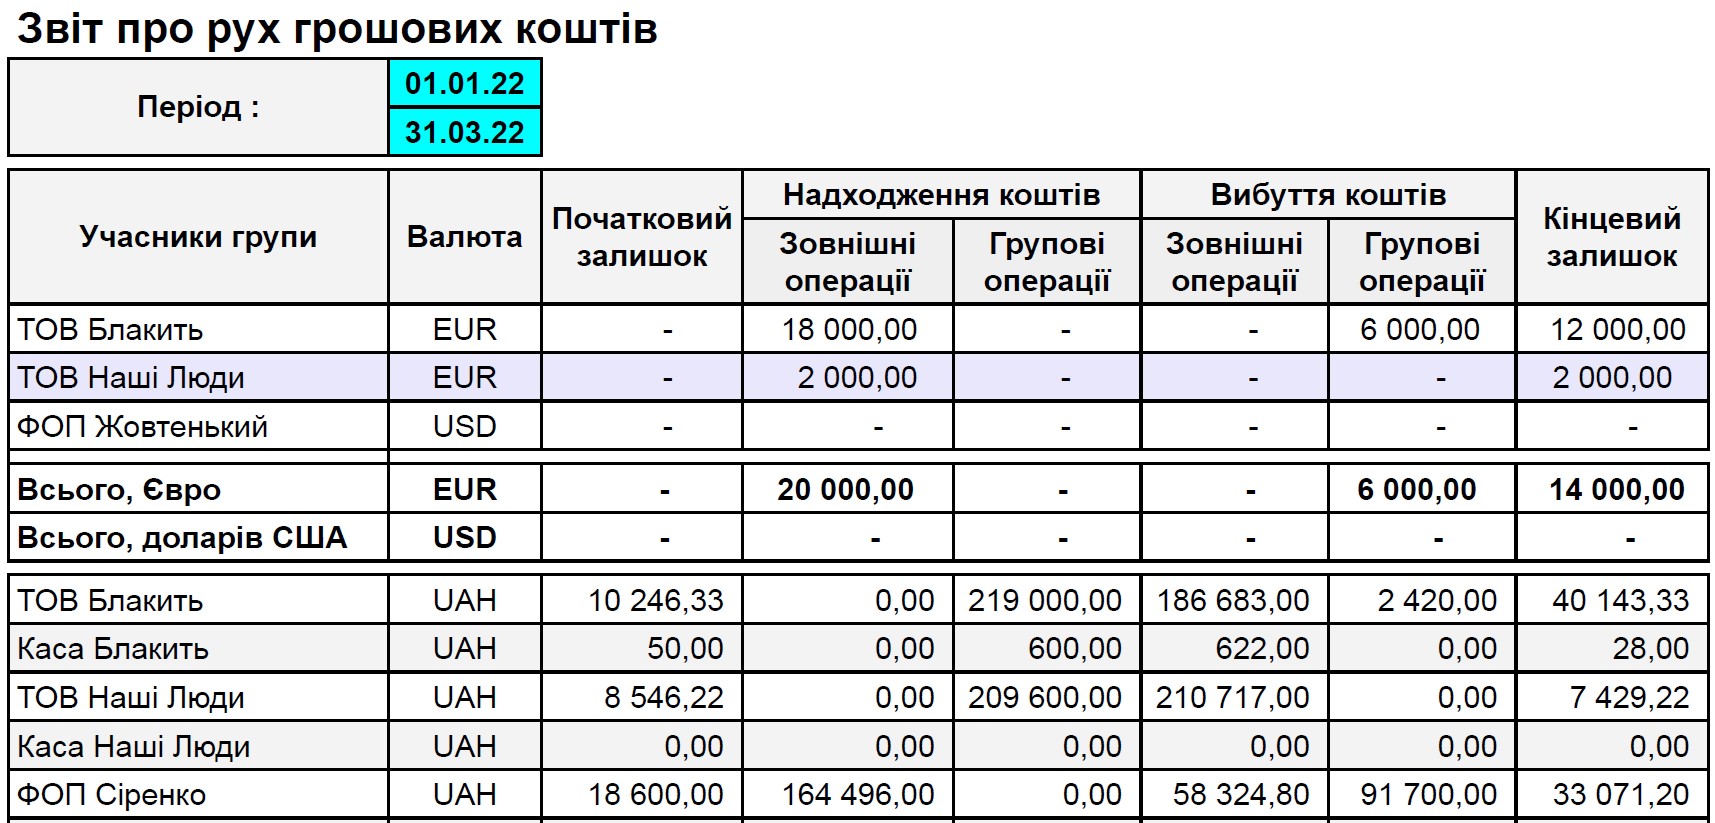 Звіт про рух грошових коштів
Період :
01.01.22
31.03.22
Учасники групи Валюта Початковий залишок Надходження коштів Вибуття коштів Кінцевий залишок
Зовнішні операції Групові операції Зовнішні операції Групові операції
ТОВ Блакить EUR - 18 000,00 - - 6 000,00 12 000,00
ТОВ Наші Люди EUR - 2 000,00 - - - 2 000,00
ФОП Жовтенький USD - - - - - -
Всього, Євро EUR - 20 000,00 - - 6 000,00 14 000,00
Всього, доларів США USD - - - - - -
ТОВ Блакить UAH 10 246,33 0,00 219 000,00 186 683,00 2 420,00 40 143,33
Каса Блакить UAH 50,00 0,00 600,00 622,00 0,00 28,00
ТОВ Наші Люди UAH 8 546,22 0,00 209 600,00 210 717,00 0,00 7 429,22
Каса Наші Люди UAH 0,00 0,00 0,00 0,00 0,00 0,00
ФОП Сіренко UAH 18 600,00 164 496,00 0,00 58 324,80 91 700,00 33 071,20